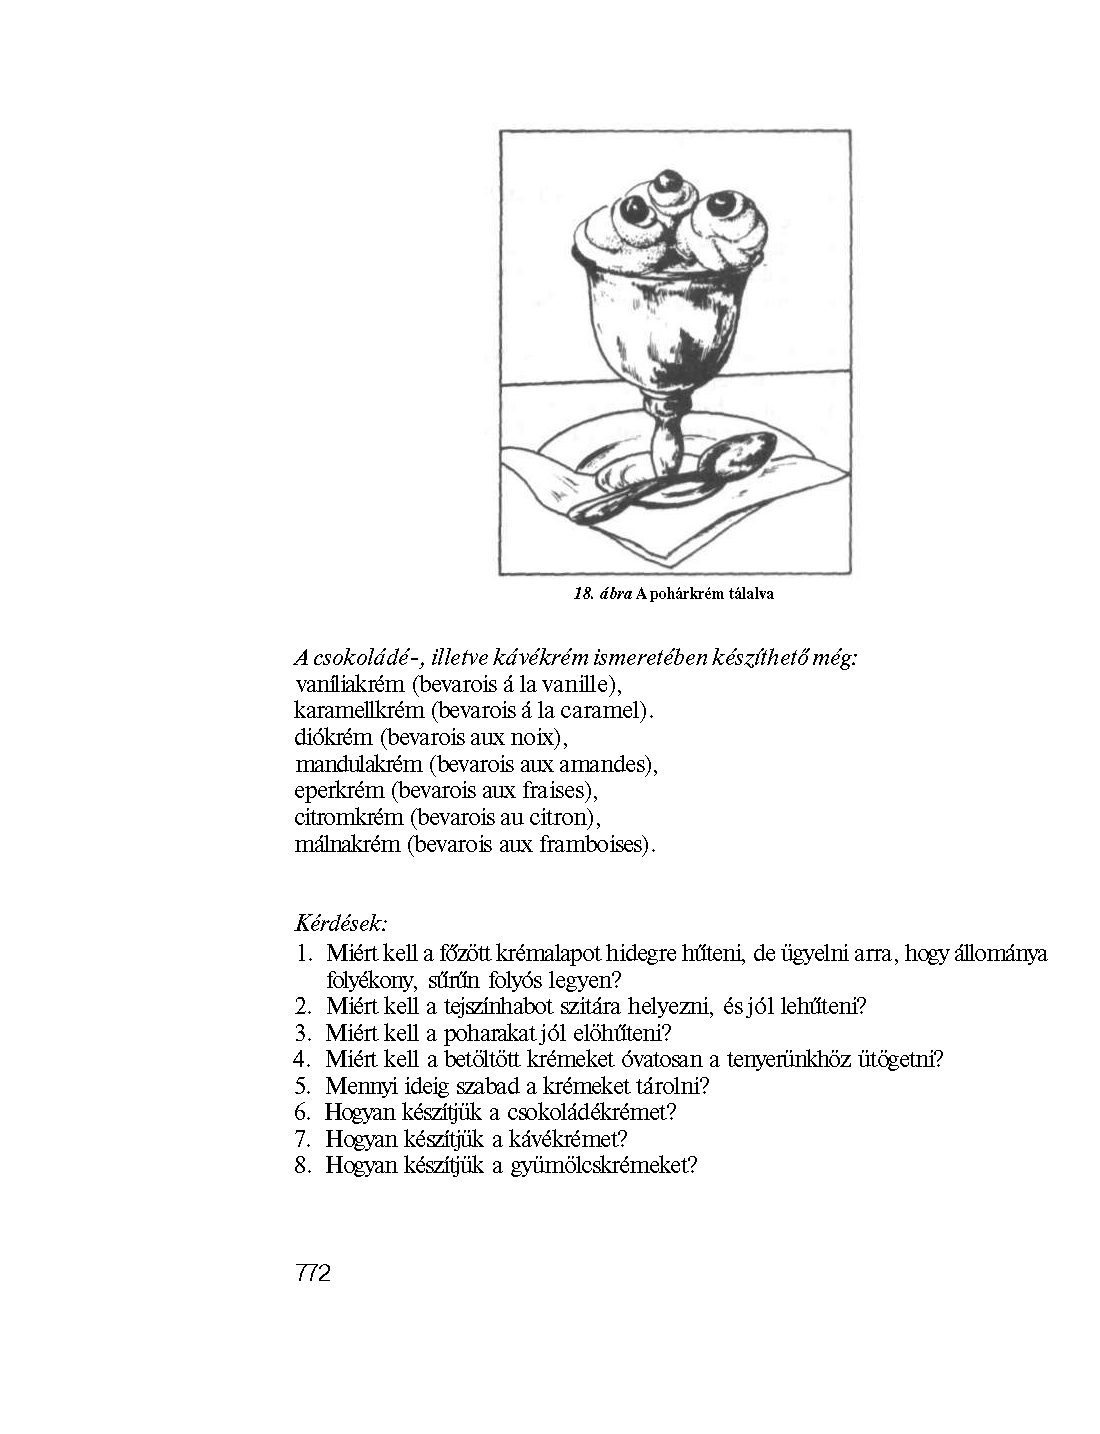 18. ábra A pohárkrém tálalva
A csokoládé-, illetve kávékrém ismeretében készíthető még:
vaníliakrém (bevarois á la vanille),
karamellkrém (bevarois á la caramel).
diókrém (bevarois aux noix),
mandulakrém (bevarois aux amandes),
eperkrém (bevarois aux fraises),
citromkrém (bevarois au citron),
málnakrém (bevarois aux framboises).
Kérdések:
1. Miért kell a főzött krémalapot hidegre hűteni, de ügyelni arra, hogy állománya
folyékony, sűrűn folyós legyen?
2. Miért kell a tejszínhabot szitára helyezni, és jól lehűteni?
3. Miért kell a poharakat jól elöhűteni?
4. Miért kell a betöltött krémeket óvatosan a tenyerünkhöz ütögetni?
5. Mennyi ideig szabad a krémeket tárolni?
6. Hogyan készítjük a csokoládékrémet?
7. Hogyan készítjük a kávékrémet?
8. Hogyan készítjük a gyümölcskrémeket?
772